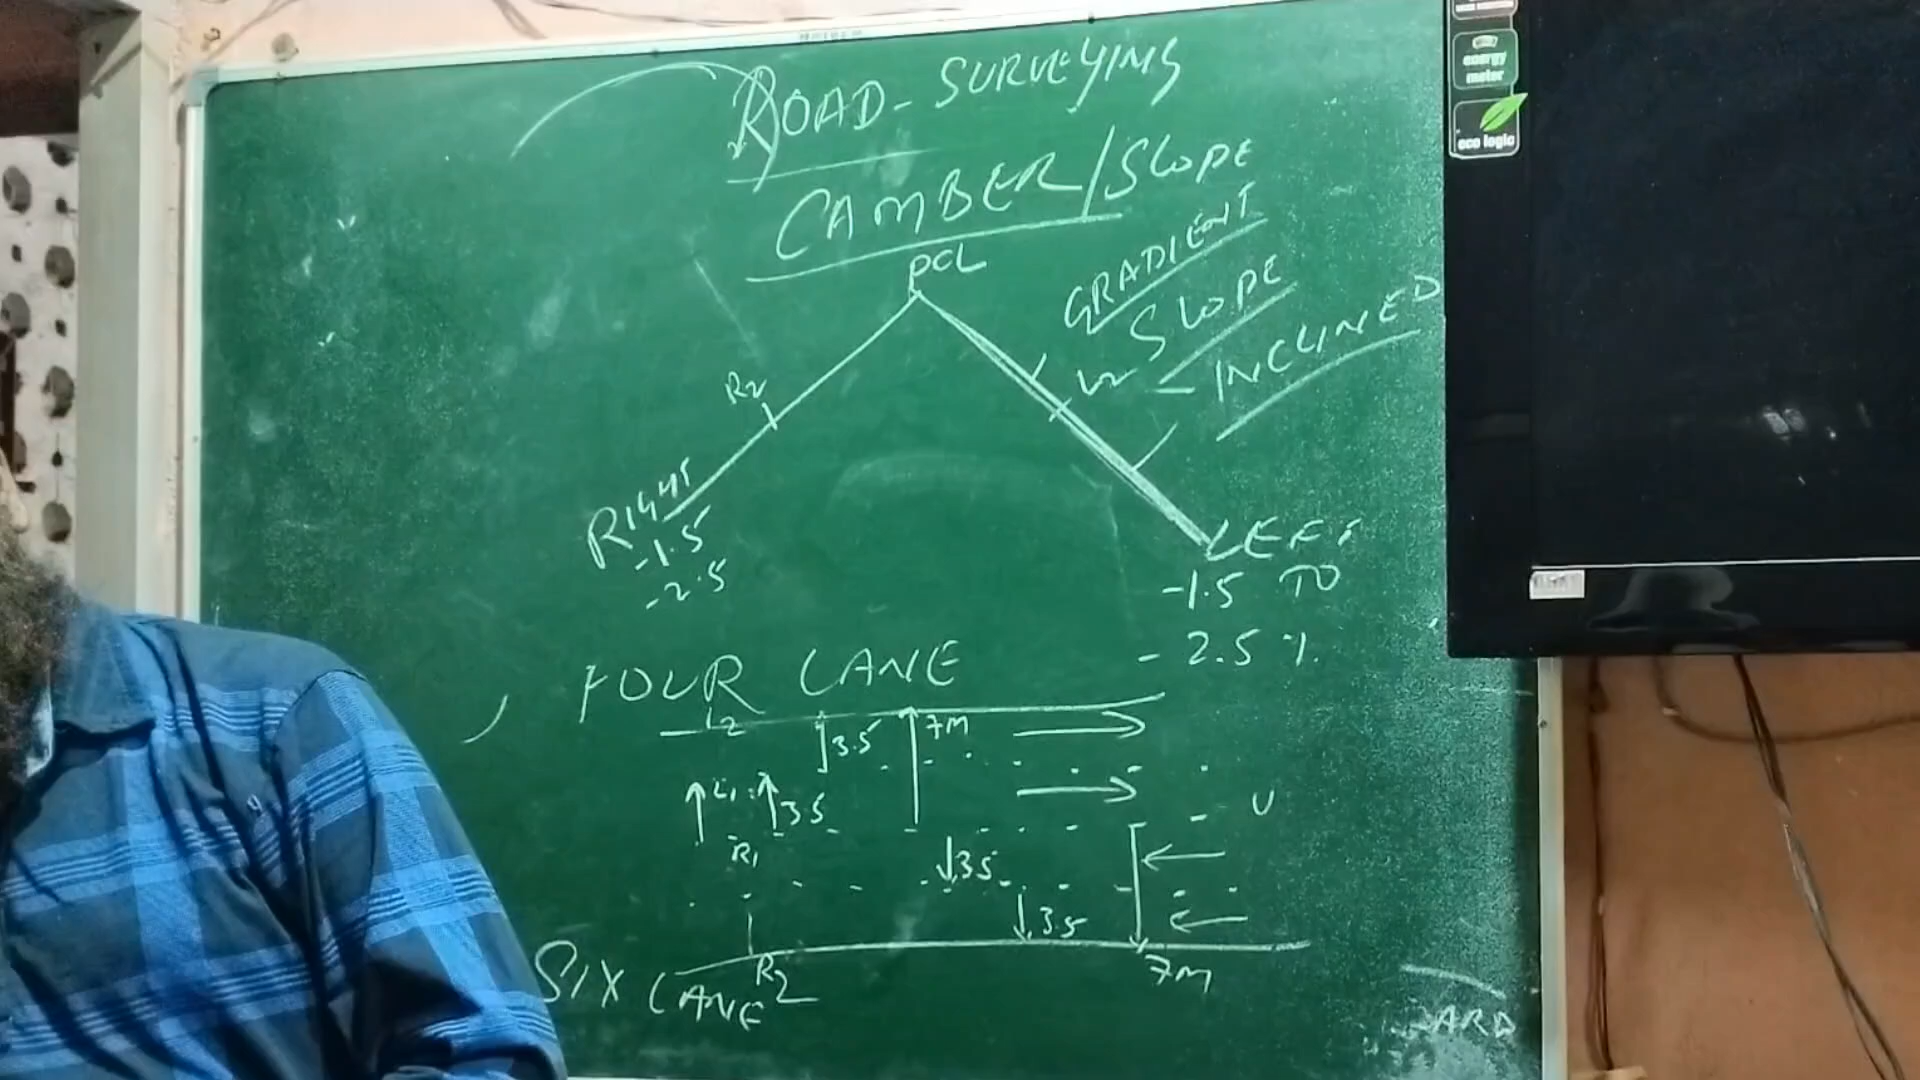 ROAD-SURVEYING
CAMBER/SLOPE
PCL
GRADIENT
SLOPE
INCLINED
R2
L2
RIGHT
-1.5
-2.5
LEFT
-1.5 TO
-2.5 %
FOUR LANE
L2
3.5
7M
L1
3.5
R1
3.5
3.5
R2
7M
SIX LANE
energy
meter
eco logic